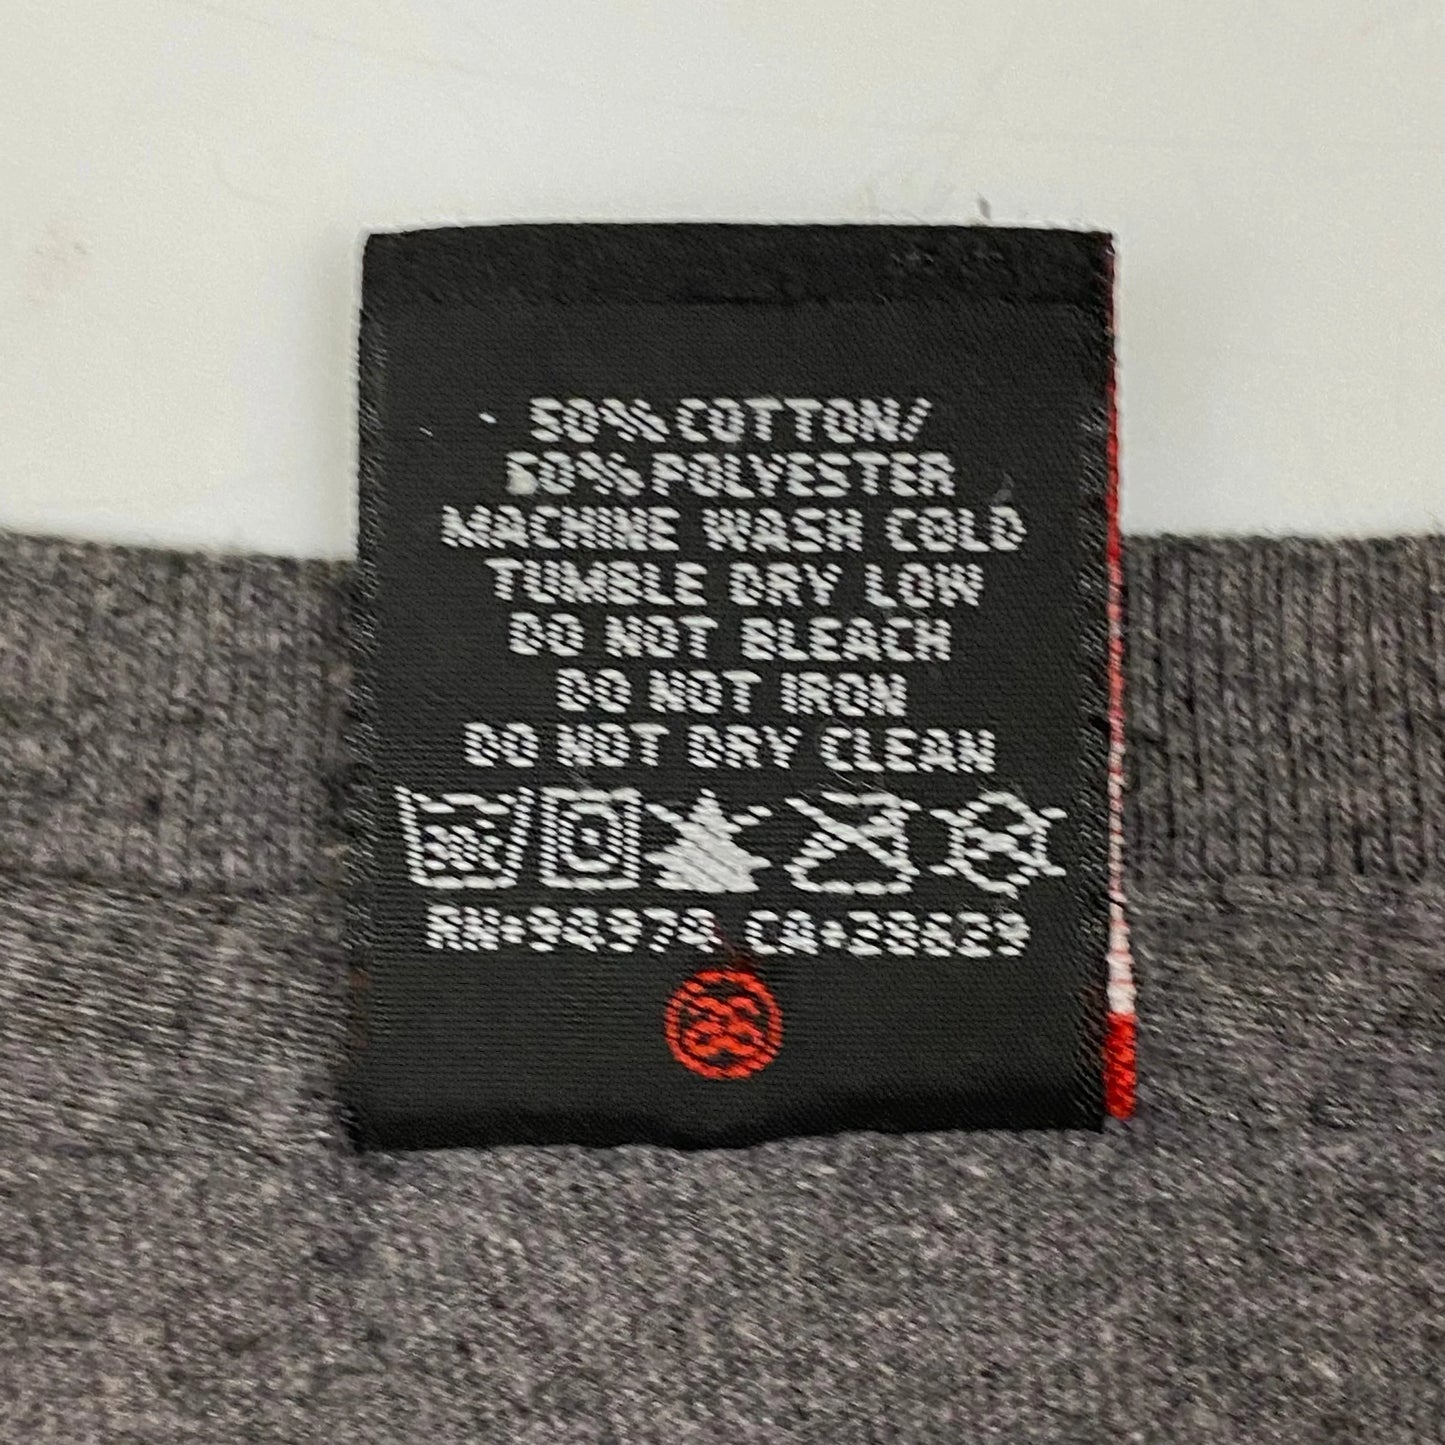 50% COTTON/
50% POLYESTER
MACHINE WASH COLD
TUMBLE DRY LOW
DO NOT BLEACH
DO NOT IRON
DO NOT DRY CLEAN
30c
RN:94974 CA:28629